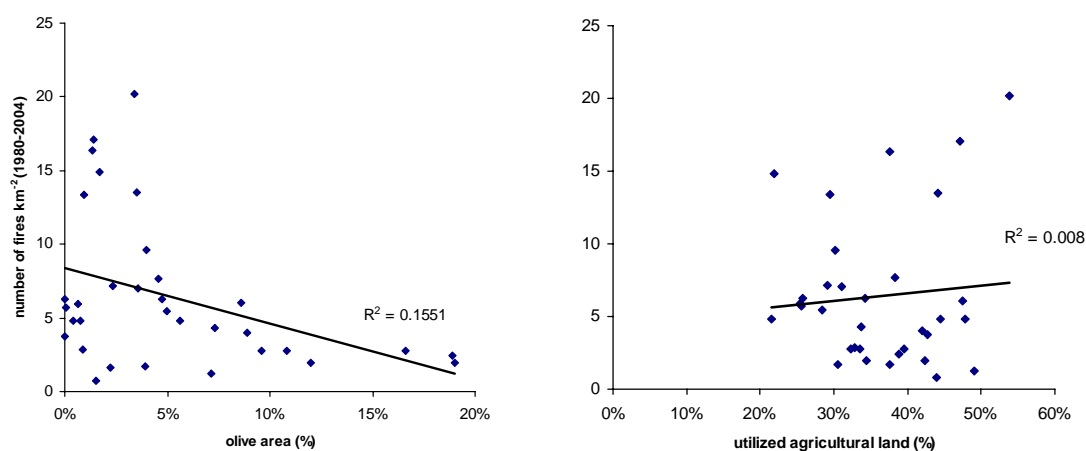 25
20
15
10
5
0
number of fires km⁻² (1980-2004)
R² = 0.1551
0% 5% 10% 15% 20%
olive area (%)
25
20
15
10
5
0
R² = 0.008
0% 10% 20% 30% 40% 50% 60%
utilized agricultural land (%)